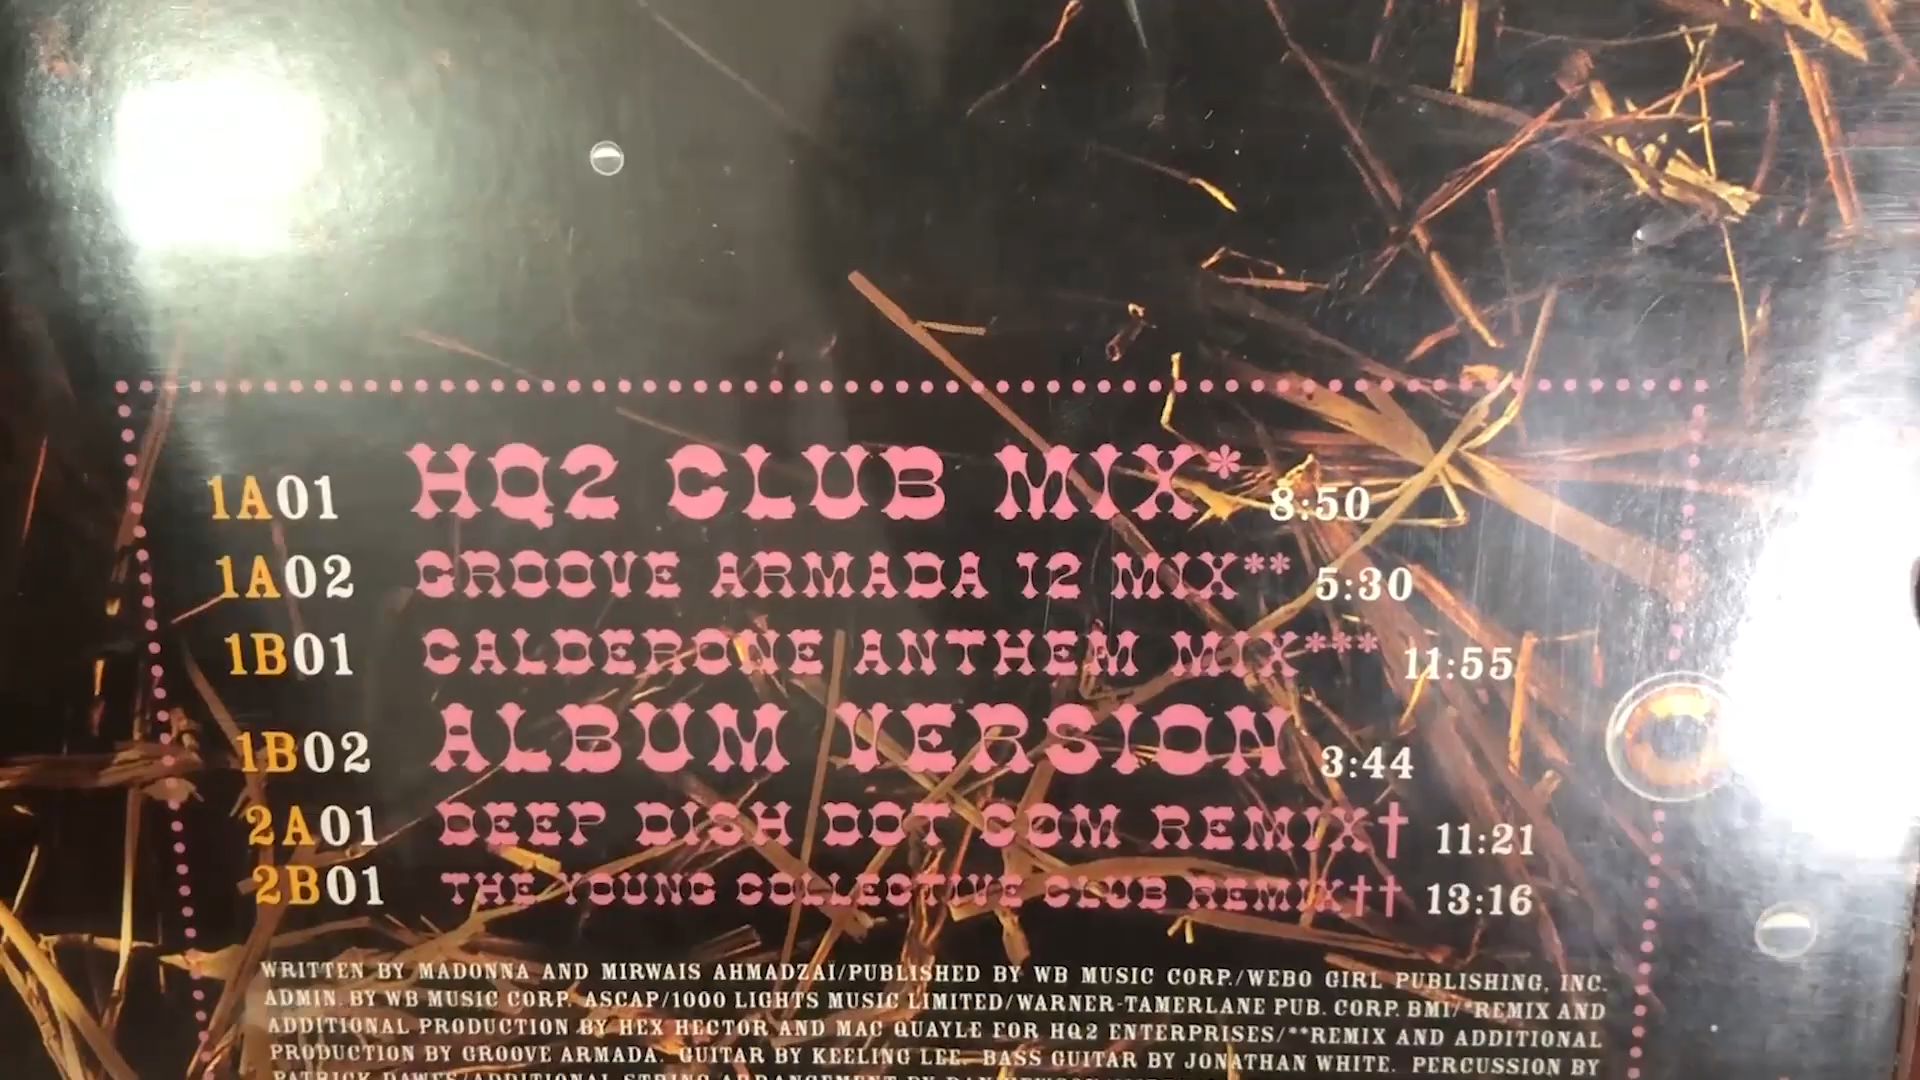 1A01 HQ2 CLUB MIX* 8:50
1A02 GROOVE ARMADA 12 MIX** 5:30
1B01 CALDERONE ANTHEM MIX*** 11:55
1B02 ALBUM VERSION 3:44
2A01 DEEP DISH DOT COM REMIX† 11:21
2B01 THE YOUNG COLLECTIVE CLUB REMIX†† 13:16
WRITTEN BY MADONNA AND MIRWAIS AHMADZAÏ/PUBLISHED BY WB MUSIC CORP./WEBO GIRL PUBLISHING, INC.
ADMIN. BY WB MUSIC CORP. ASCAP/1000 LIGHTS MUSIC LIMITED/WARNER-TAMERLANE PUB. CORP. BMI/*REMIX AND
ADDITIONAL PRODUCTION BY HEX HECTOR AND MAC QUAYLE FOR HQ2 ENTERPRISES/**REMIX AND ADDITIONAL
PRODUCTION BY GROOVE ARMADA. GUITAR BY KEELING LEE. BASS GUITAR BY JONATHAN WHITE. PERCUSSION BY